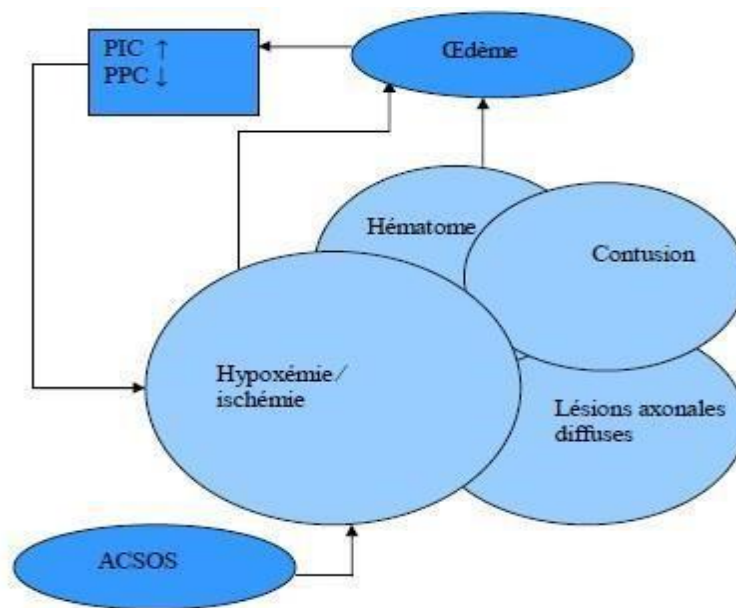 PIC ↑
PPC ↓
Œdème
Hématome
Contusion
Hypoxémie/
ischémie
Lésions axonales
diffuses
ACSOS